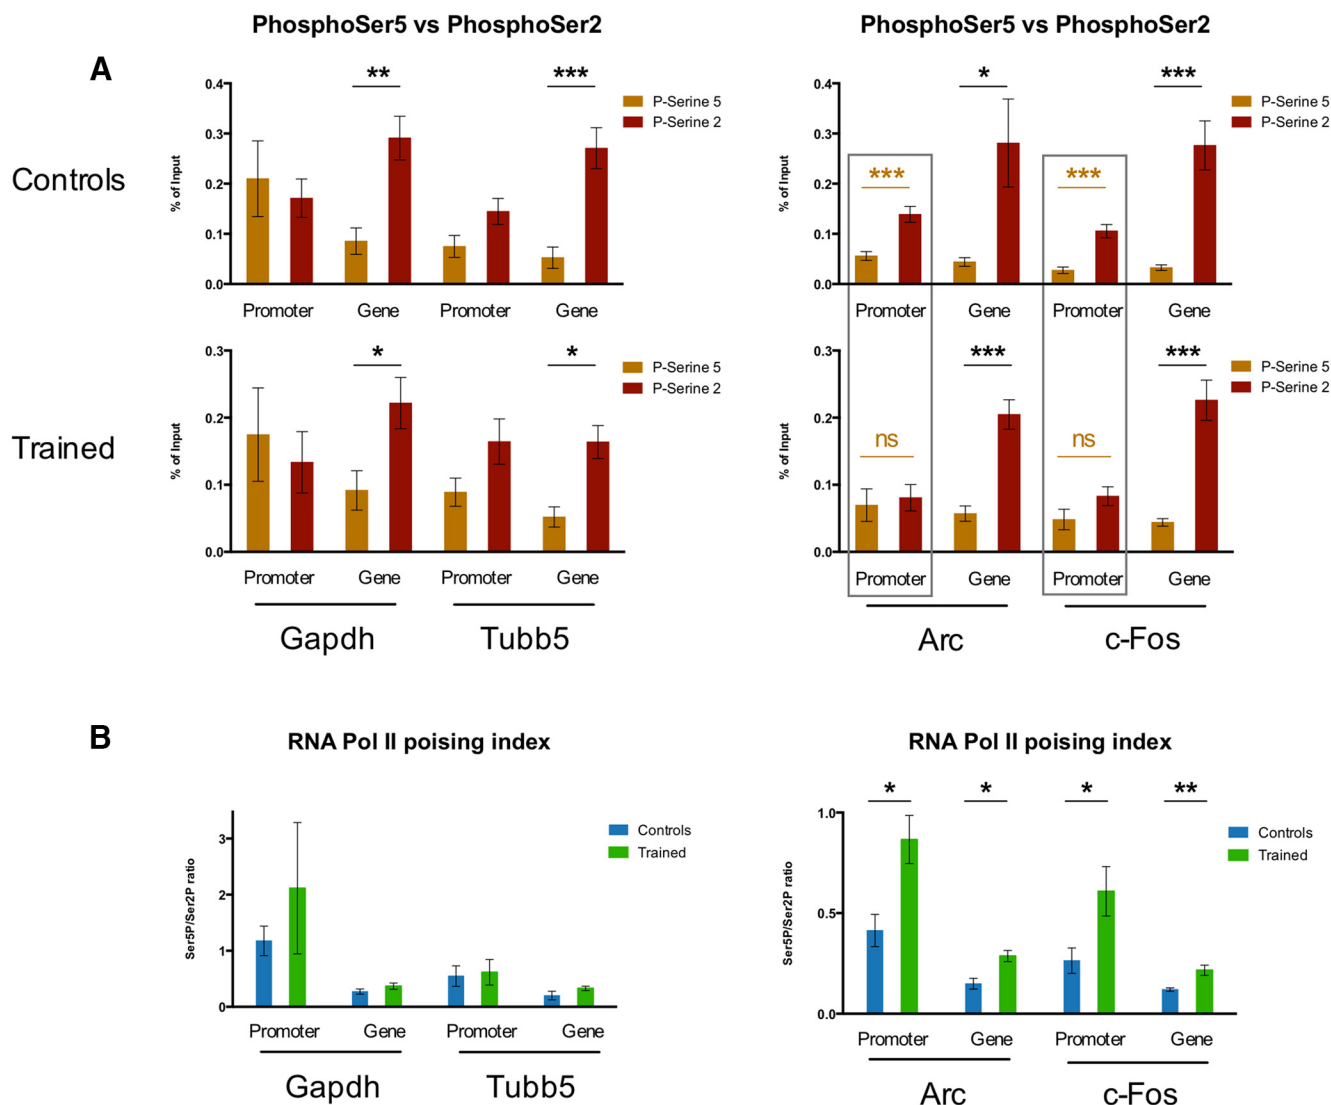 PhosphoSer5 vs PhosphoSer2
PhosphoSer5 vs PhosphoSer2
A
Controls
% of Input
0.4
0.3
0.2
0.1
0.0
**
***
P-Serine 5
P-Serine 2
Promoter Gene Promoter Gene
% of Input
0.4
0.3
0.2
0.1
0.0
***
*
***
***
P-Serine 5
P-Serine 2
Promoter Gene Promoter Gene
Trained
% of Input
0.3
0.2
0.1
0.0
*
*
P-Serine 5
P-Serine 2
Promoter Gene Promoter Gene
Gapdh Tubb5
% of Input
0.3
0.2
0.1
0.0
ns
***
ns
***
P-Serine 5
P-Serine 2
Promoter Gene Promoter Gene
Arc c-Fos
B
RNA Pol II poising index
Ser5P/Ser2P ratio
3
2
1
0
Controls
Trained
Promoter Gene Promoter Gene
Gapdh Tubb5
RNA Pol II poising index
Ser5P/Ser2P ratio
1.0
0.5
0.0
*
*
*
**
Controls
Trained
Promoter Gene Promoter Gene
Arc c-Fos